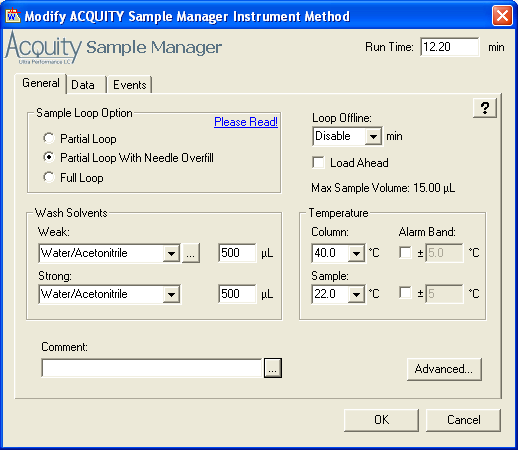 Modify ACQUITY Sample Manager Instrument Method
Acquity Sample Manager
Ultra Performance LC
Run Time: 12.20 min
General Data Events
Sample Loop Option
Please Read!
Partial Loop
Partial Loop With Needle Overfill
Full Loop
Loop Offline:
Disable min
Load Ahead
Max Sample Volume: 15.00 µL
?
Wash Solvents
Weak:
Water/Acetonitrile ... 500 µL
Strong:
Water/Acetonitrile 500 µL
Temperature
Column: Alarm Band:
40.0 °C ± 5.0 °C
Sample:
22.0 °C ± 5 °C
Comment:
...
Advanced...
OK Cancel